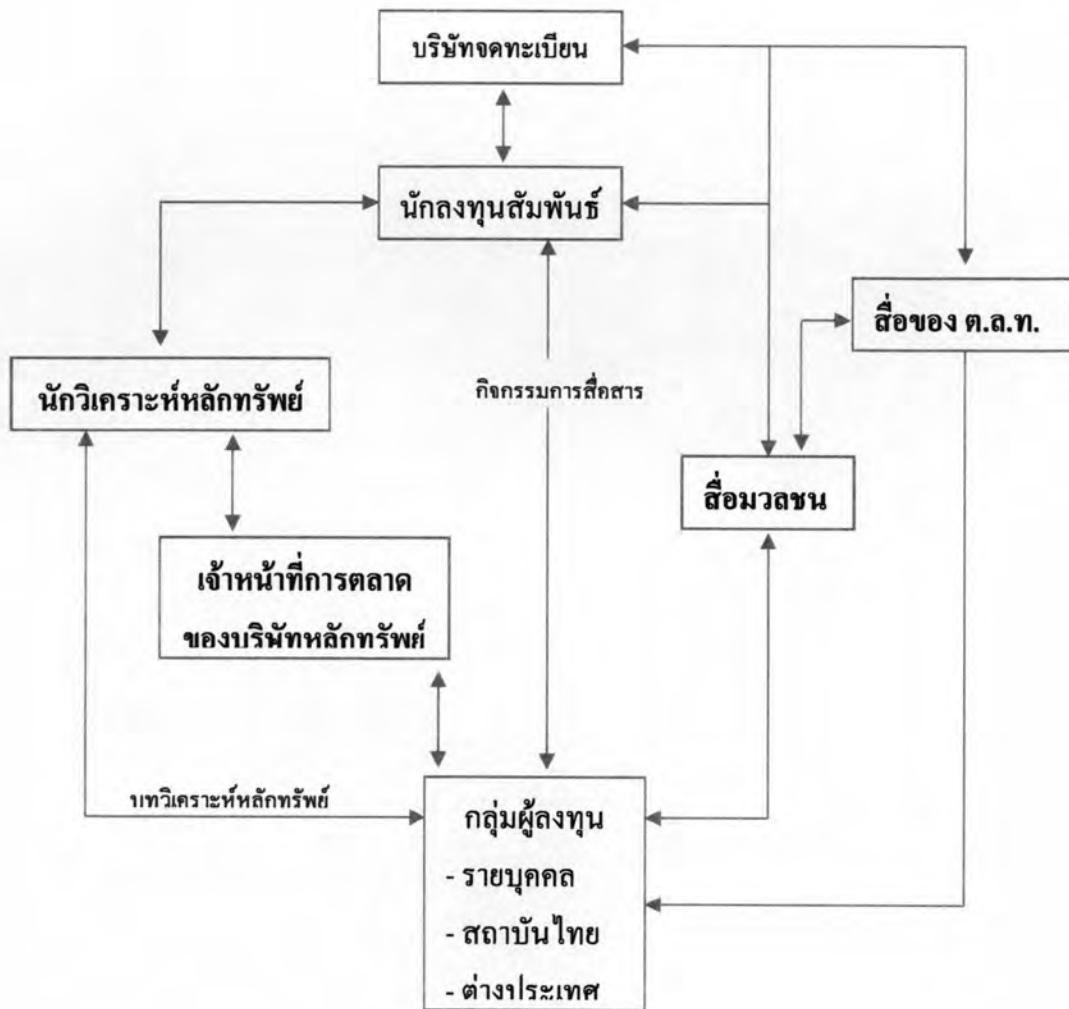 บริษัทจดทะเบียน
นักลงทุนสัมพันธ์
สื่อของ ต.ล.ท.
นักวิเคราะห์หลักทรัพย์
กิจกรรมการสื่อสาร
สื่อมวลชน
เจ้าหน้าที่การตลาด
ของบริษัทหลักทรัพย์
บทวิเคราะห์หลักทรัพย์
กลุ่มผู้ลงทุน
- รายบุคคล
- สถาบันไทย
- ต่างประเทศ